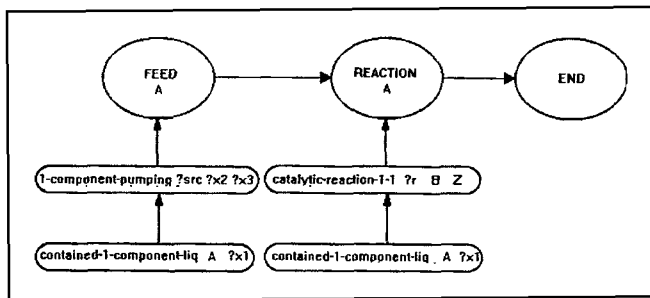 FEED
A
REACTION
A
END
1-component-pumping ?src ?x2 ?x3
catalytic-reaction-1-1 ?r B Z
contained-1-component-liq A ?x1
contained-1-component-liq A ?x1